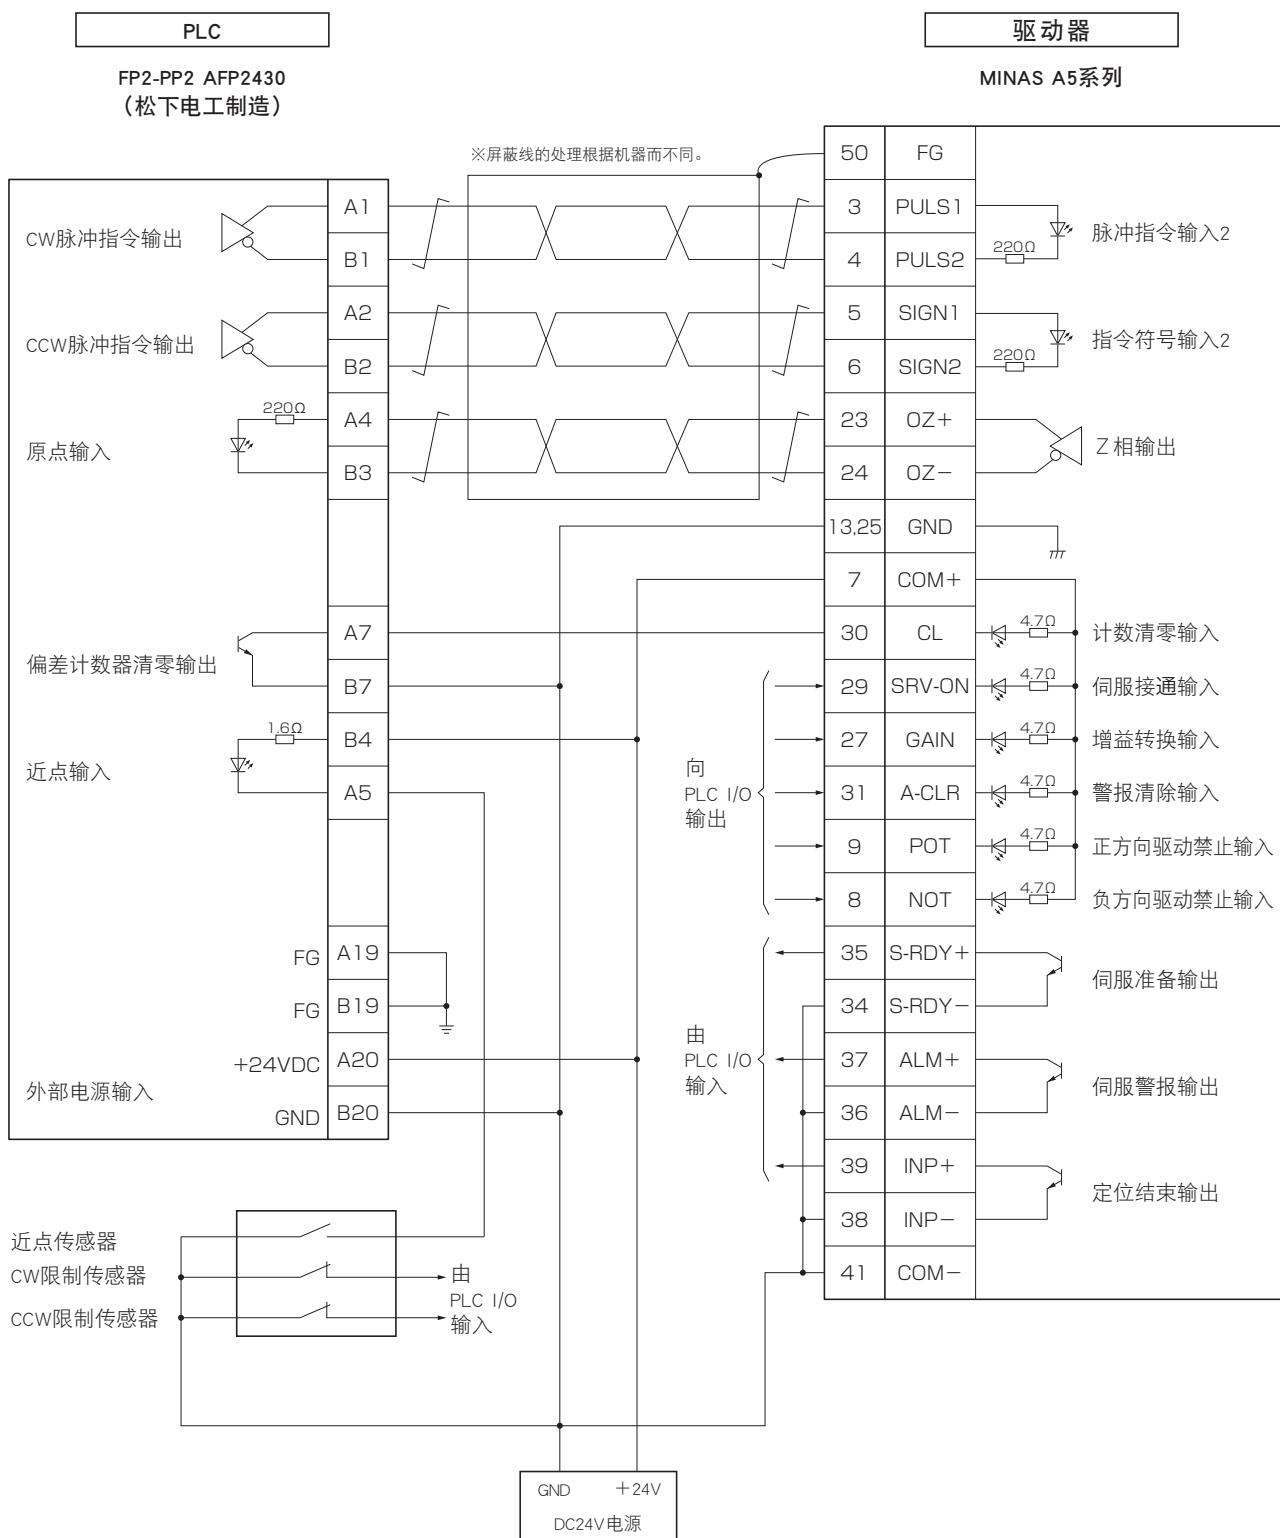 PLC
驱动器
FP2-PP2 AFP2430
（松下电工制造）
MINAS A5系列
※屏蔽线的处理根据机器而不同。
50 FG
CW脉冲指令输出
A1
3 PULS1
220Ω
脉冲指令输入2
B1
4 PULS2
CCW脉冲指令输出
A2
5 SIGN1
220Ω
指令符号输入2
B2
6 SIGN2
原点输入
220Ω
A4
23 OZ+
Z相输出
B3
24 OZ−
13,25 GND
7 COM+
偏差计数器清零输出
A7
30 CL
4.7Ω
计数清零输入
B7
29 SRV-ON
4.7Ω
伺服接通输入
近点输入
1.6Ω
B4
27 GAIN
4.7Ω
增益转换输入
向
PLC I/O
输出
A5
31 A-CLR
4.7Ω
警报清除输入
9 POT
4.7Ω
正方向驱动禁止输入
8 NOT
4.7Ω
负方向驱动禁止输入
FG A19
35 S-RDY+
伺服准备输出
FG B19
34 S-RDY−
由
PLC I/O
输入
外部电源输入
+24VDC A20
37 ALM+
伺服警报输出
GND B20
36 ALM−
39 INP+
定位结束输出
38 INP−
41 COM−
近点传感器
CW限制传感器
CCW限制传感器
由
PLC I/O
输入
GND +24V
DC24V电源